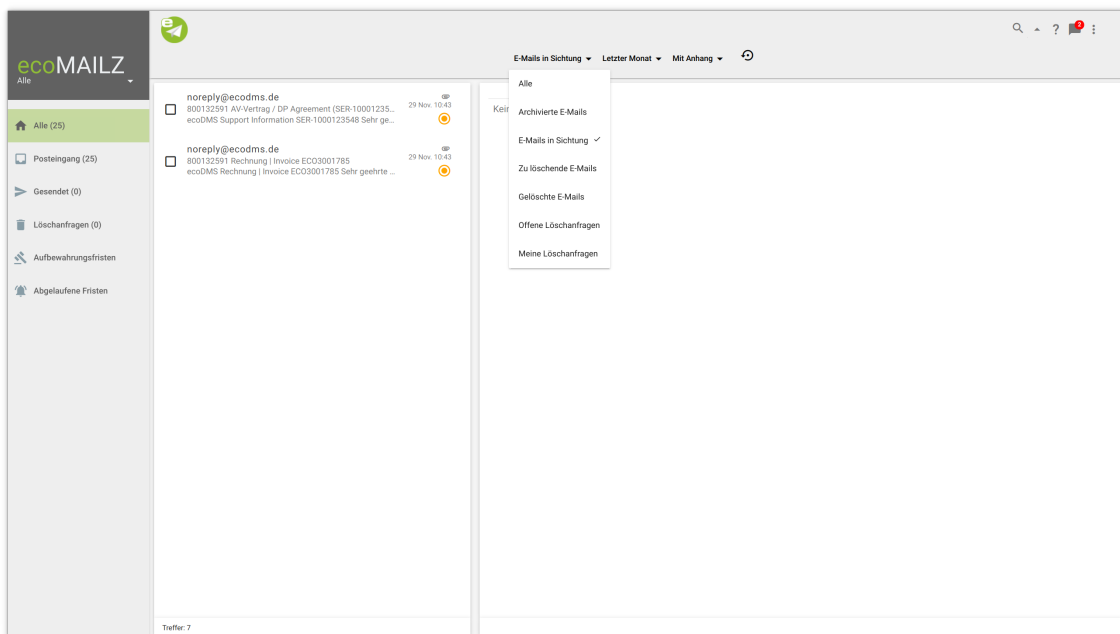 ecoMAILZ
Alle
e
? 2
E-Mails in Sichtung Letzter Monat Mit Anhang
Alle (25)
Posteingang (25)
Gesendet (0)
Löschanfragen (0)
Aufbewahrungsfristen
Abgelaufene Fristen
noreply@ecodms.de
800132591 AV-Vertrag / DP Agreement (SER-10001235... 29 Nov. 10:43
ecoDMS Support Information SER-1000123548 Sehr ge...
noreply@ecodms.de
800132591 Rechnung | Invoice ECO3001785 29 Nov. 10:43
ecoDMS Rechnung | Invoice ECO3001785 Sehr geehrte ...
Treffer: 7
Alle
Archivierte E-Mails
E-Mails in Sichtung
Zu löschende E-Mails
Gelöschte E-Mails
Offene Löschanfragen
Meine Löschanfragen